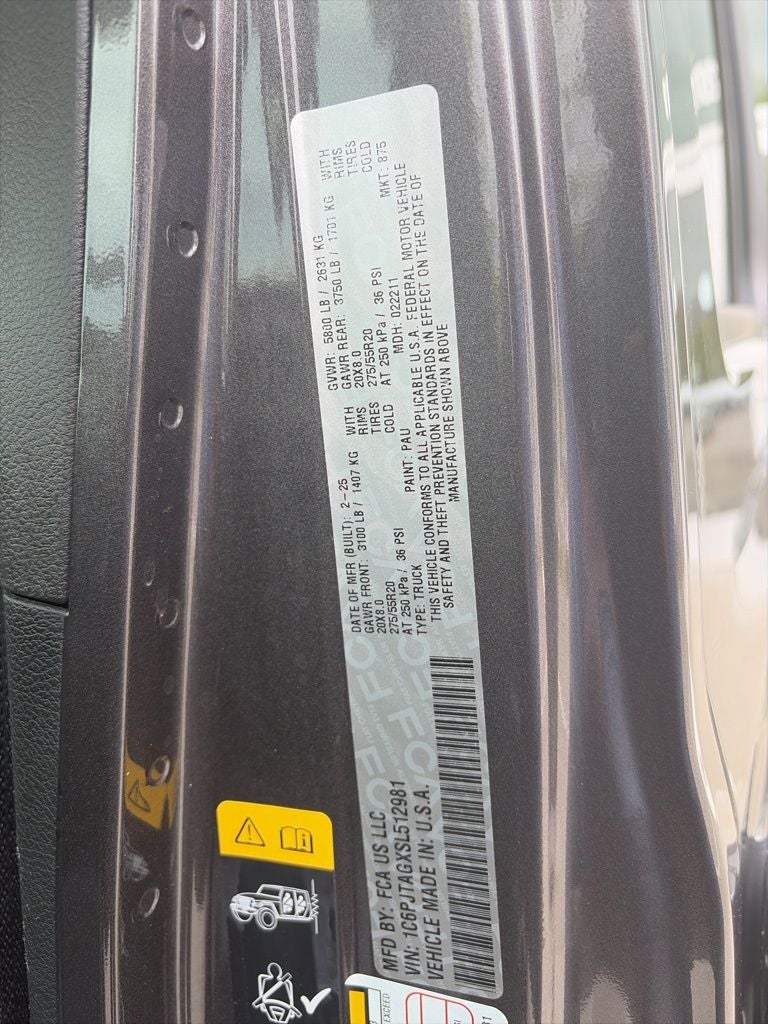 MFD BY: FCA US LLC
DATE OF MFR (BUILT): 2-25
GVWR: 5800 LB / 2631 KG
GAWR FRONT: 3100 LB / 1407 KG WITH
GAWR REAR: 3750 LB / 1701 KG WITH
20X8.0 RIMS
20X8.0 RIMS
275/55R20 TIRES
275/55R20 TIRES
AT 250 kPa / 36 PSI COLD
AT 250 kPa / 36 PSI COLD
VIN: 1C6PJTAGXSL512981
TYPE: TRUCK PAINT: PAU MDH: 022211 MKT: 875
VEHICLE MADE IN: U.S.A.
THIS VEHICLE CONFORMS TO ALL APPLICABLE U.S.A. FEDERAL MOTOR VEHICLE
SAFETY AND THEFT PREVENTION STANDARDS IN EFFECT ON THE DATE OF
MANUFACTURE SHOWN ABOVE
EXCEED